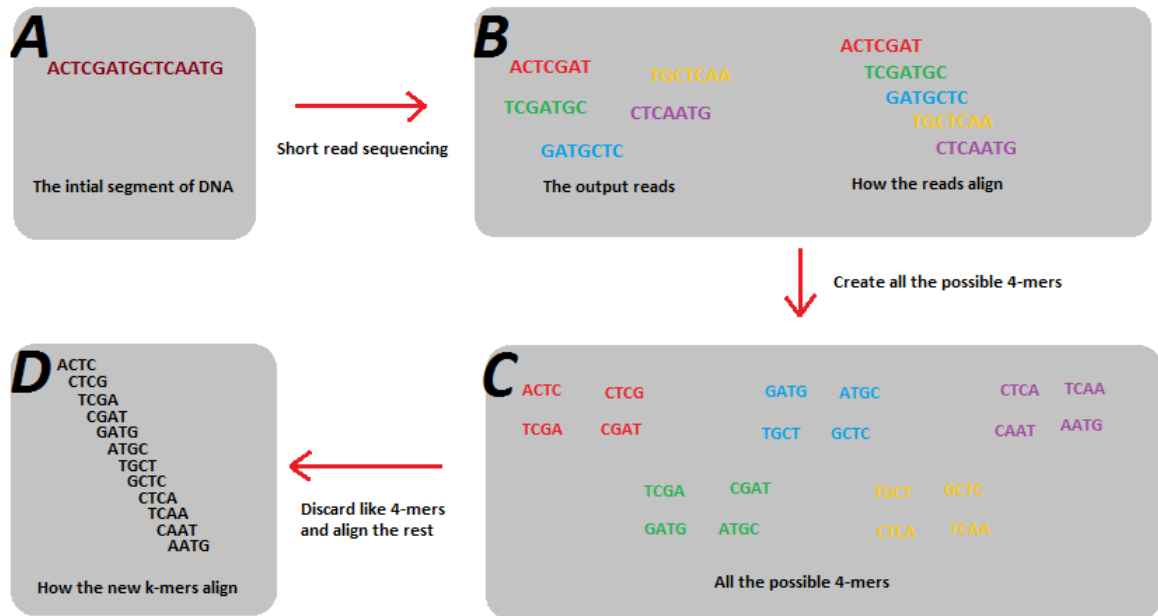 A
ACTCGATGCTCAATG
The intial segment of DNA
Short read sequencing
B
ACTCGAT
TGCTCAA
TCGATGC
CTCAATG
GATGCTC
The output reads
ACTCGAT
TCGATGC
GATGCTC
TGCTCAA
CTCAATG
How the reads align
Create all the possible 4-mers
C
ACTC CTCG
TCGA CGAT
GATG ATGC
TGCT GCTC
CTCA TCAA
CAAT AATG
TCGA CGAT
GATG ATGC
TGCT GCTC
CTCA TCAA
All the possible 4-mers
Discard like 4-mers
and align the rest
D
ACTC
CTCG
TCGA
CGAT
GATG
ATGC
TGCT
GCTC
CTCA
TCAA
CAAT
AATG
How the new k-mers align